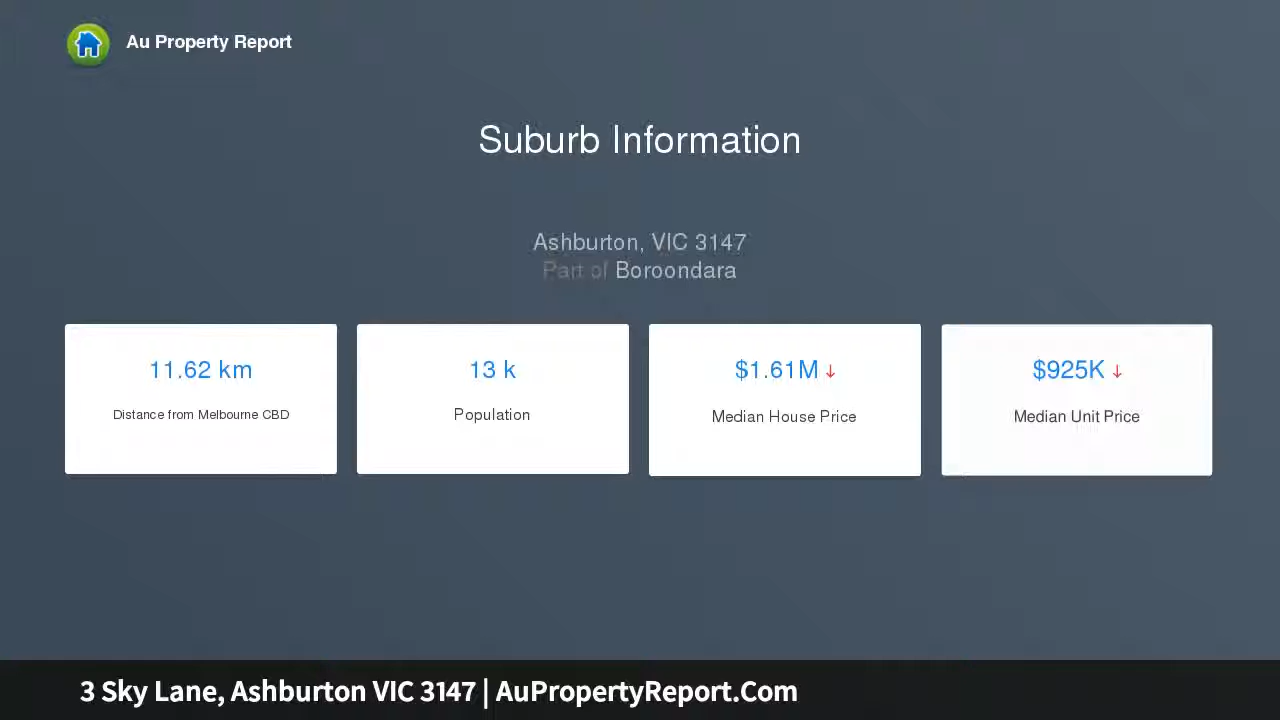 Au Property Report
Suburb Information
Ashburton, VIC 3147
Part of Boroondara
11.62 km
Distance from Melbourne CBD
13 k
Population
$1.61M ↓
Median House Price
$925K ↓
Median Unit Price
3 Sky Lane, Ashburton VIC 3147 | AuPropertyReport.Com